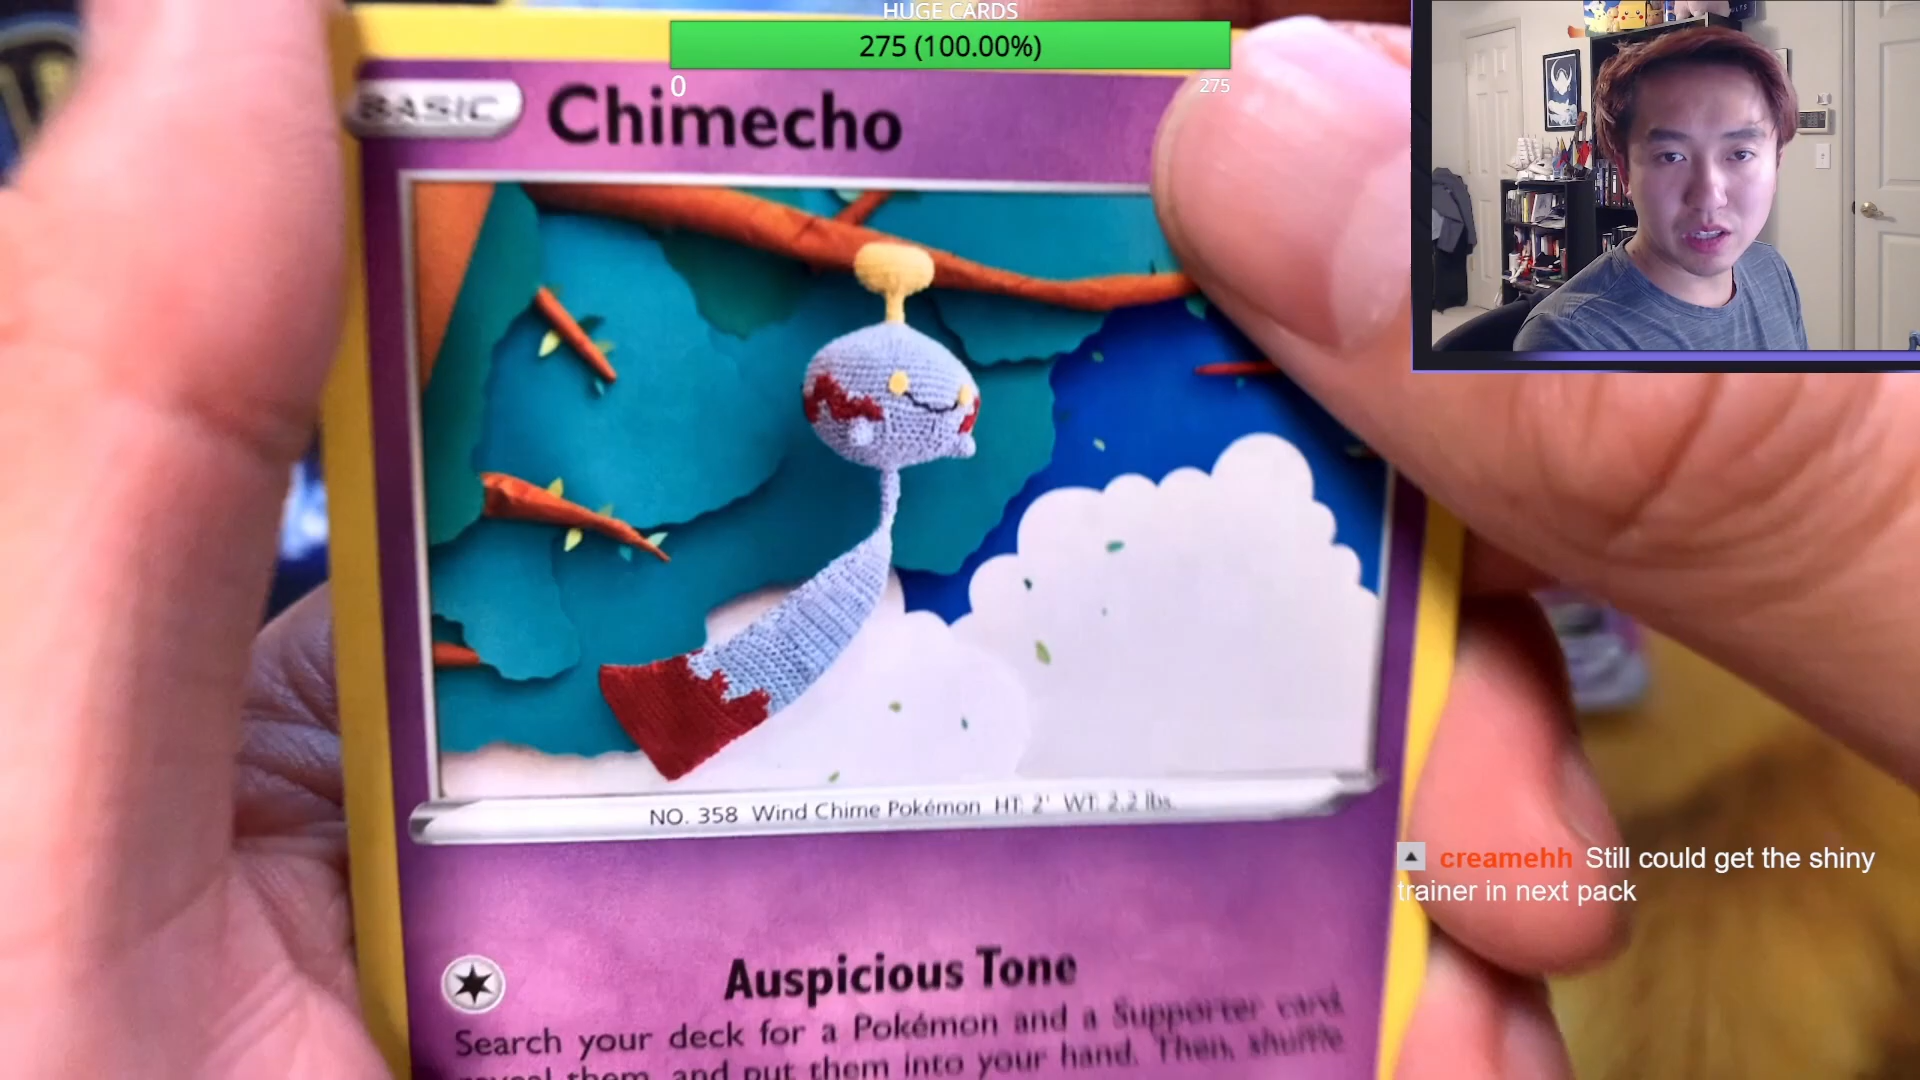 HUGE CARDS
275 (100.00%)
0
275
BASIC
Chimecho
NO. 358 Wind Chime Pokémon HT: 2' WT: 2.2 lbs.
creamehh Still could get the shiny
trainer in next pack
Auspicious Tone
Search your deck for a Pokémon and a Supporter card,
reveal them, and put them into your hand. Then, shuffle